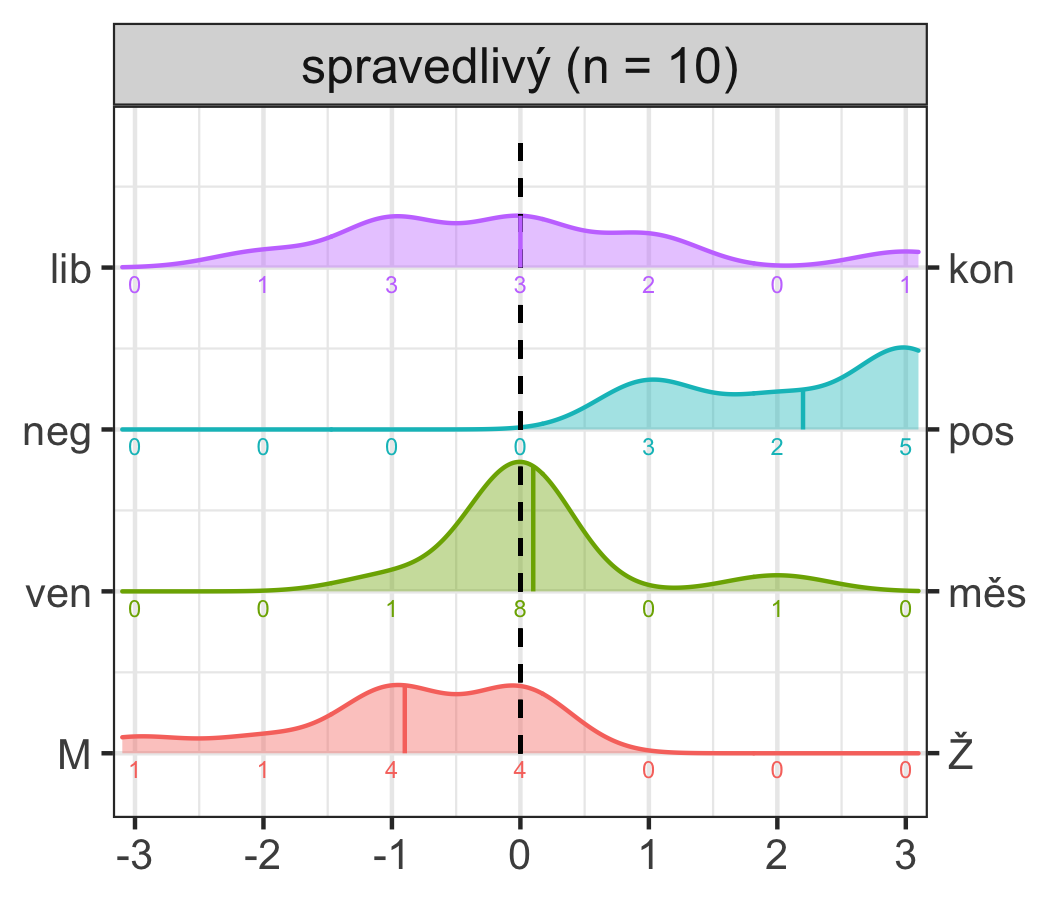 spravedlivý (n = 10)
lib kon
0 1 3 3 2 0 1
neg pos
0 0 0 0 3 2 5
ven měs
0 0 1 8 0 1 0
M Ž
1 1 4 4 0 0 0
-3 -2 -1 0 1 2 3